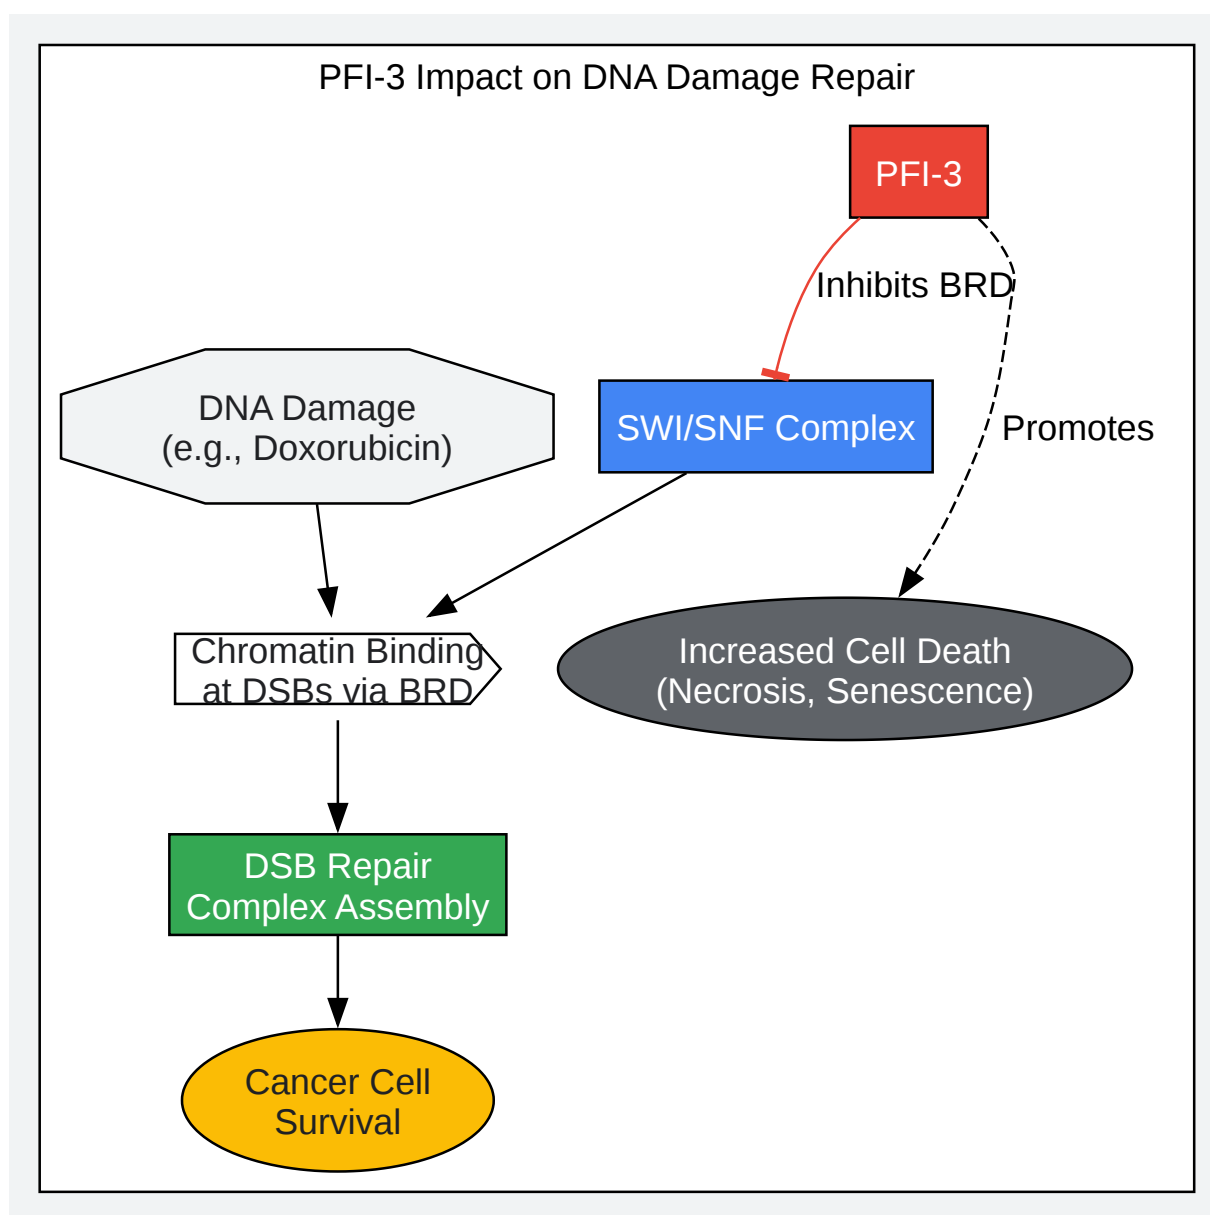 PFI-3 Impact on DNA Damage Repair
PFI-3
Inhibits BRD
DNA Damage
(e.g., Doxorubicin)
SWI/SNF Complex
Promotes
Chromatin Binding
at DSBs via BRD
Increased Cell Death
(Necrosis, Senescence)
DSB Repair
Complex Assembly
Cancer Cell
Survival